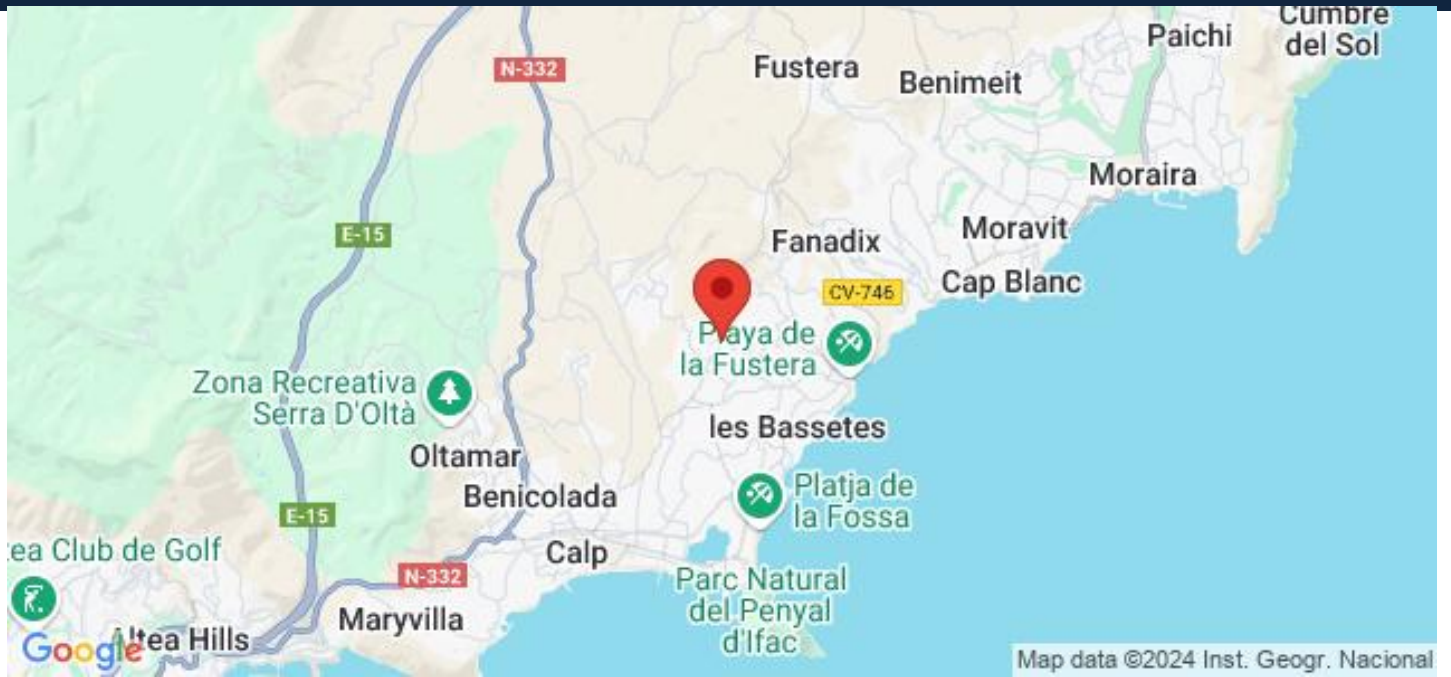 Cumbre
del Sol
Paichi
N-332
Fustera
Benimeit
Moraira
E-15
Fanadix
Moravit
Cap Blanc
CV-746
Playa de
la Fustera
Zona Recreativa
Serra D'Oltà
les Bassetes
Oltamar
Benicolada
Platja de
la Fossa
E-15
tea Club de Golf
Calp
N-332
Parc Natural
del Penyal
d'Ifac
Maryvilla
Altea Hills
Google
Map data ©2024 Inst. Geogr. Nacional